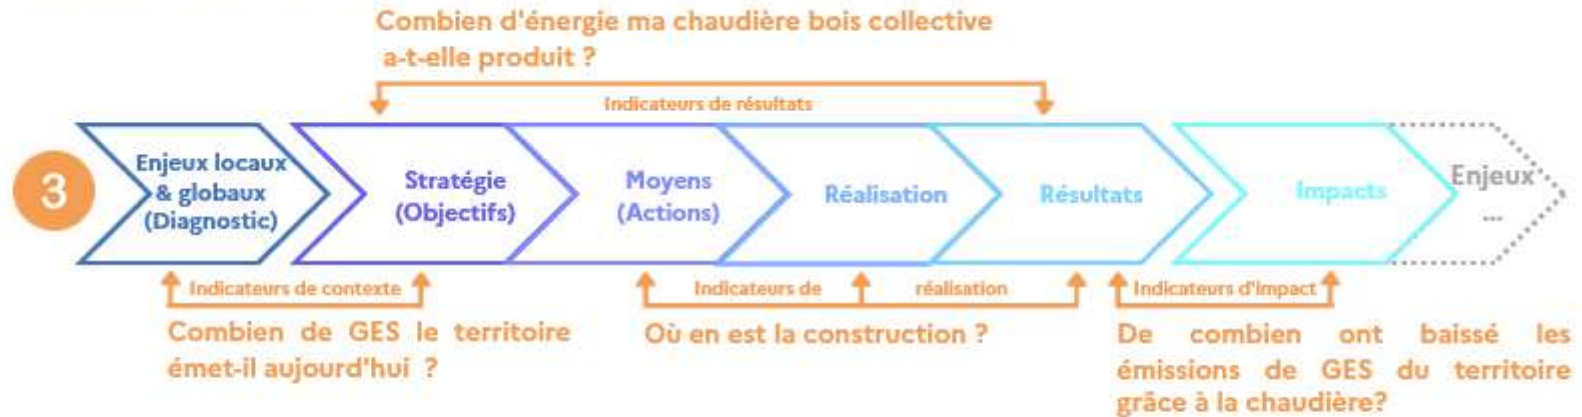 Combien d'énergie ma chaudière bois collective
a-t-elle produit ?
Indicateurs de résultats
3
Enjeux locaux
& globaux
(Diagnostic)
Stratégie
(Objectifs)
Moyens
(Actions)
Réalisation
Résultats
Impacts
Enjeux
...
Indicateurs de contexte
Indicateurs de réalisation
Indicateurs d'impact
Combien de GES le territoire
émet-il aujourd'hui ?
Où en est la construction ?
De combien ont baissé les
émissions de GES du territoire
grâce à la chaudière?